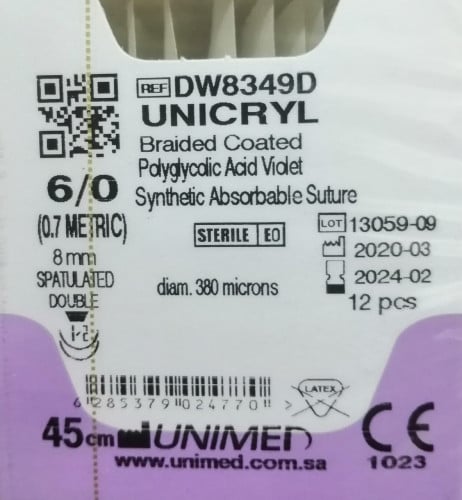 REF DW8349D
UNICRYL
Braided Coated
Polyglycolic Acid Violet
Synthetic Absorbable Suture
6/0
(0.7 METRIC)
8 mm
SPATULATED
DOUBLE
STERILE EO
diam. 380 microns
LOT 13059-09
2020-03
2024-02
12 pcs
6 285379 024770 >
LATEX
45cm UNIMED
www.unimed.com.sa
CE
1023